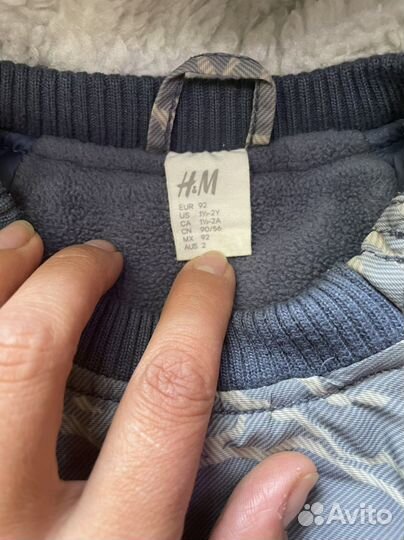 H&M
EUR 92
US 1½-2Y
CA 1½-2A
CN 90/56
MX 92
AUS 2
Avito